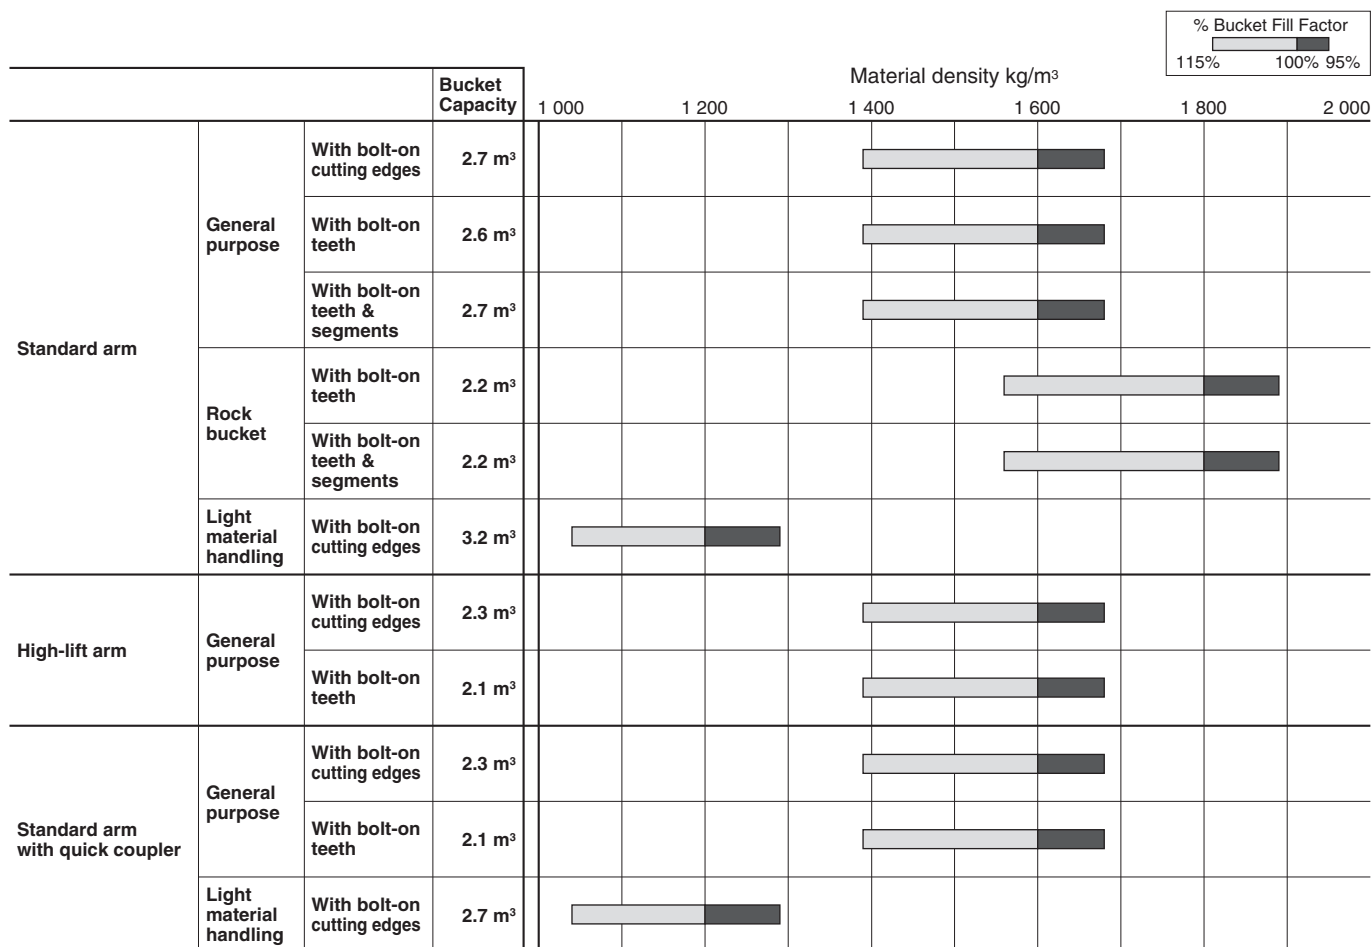 % Bucket Fill Factor
115% 100% 95%
Material density kg/m³
Bucket
Capacity
1 000 1 200 1 400 1 600 1 800 2 000
Standard arm
General
purpose
With bolt-on
cutting edges
2.7 m³
With bolt-on
teeth
2.6 m³
With bolt-on
teeth &
segments
2.7 m³
Rock
bucket
With bolt-on
teeth
2.2 m³
With bolt-on
teeth &
segments
2.2 m³
Light
material
handling
With bolt-on
cutting edges
3.2 m³
High-lift arm
General
purpose
With bolt-on
cutting edges
2.3 m³
With bolt-on
teeth
2.1 m³
Standard arm
with quick coupler
General
purpose
With bolt-on
cutting edges
2.3 m³
With bolt-on
teeth
2.1 m³
Light
material
handling
With bolt-on
cutting edges
2.7 m³